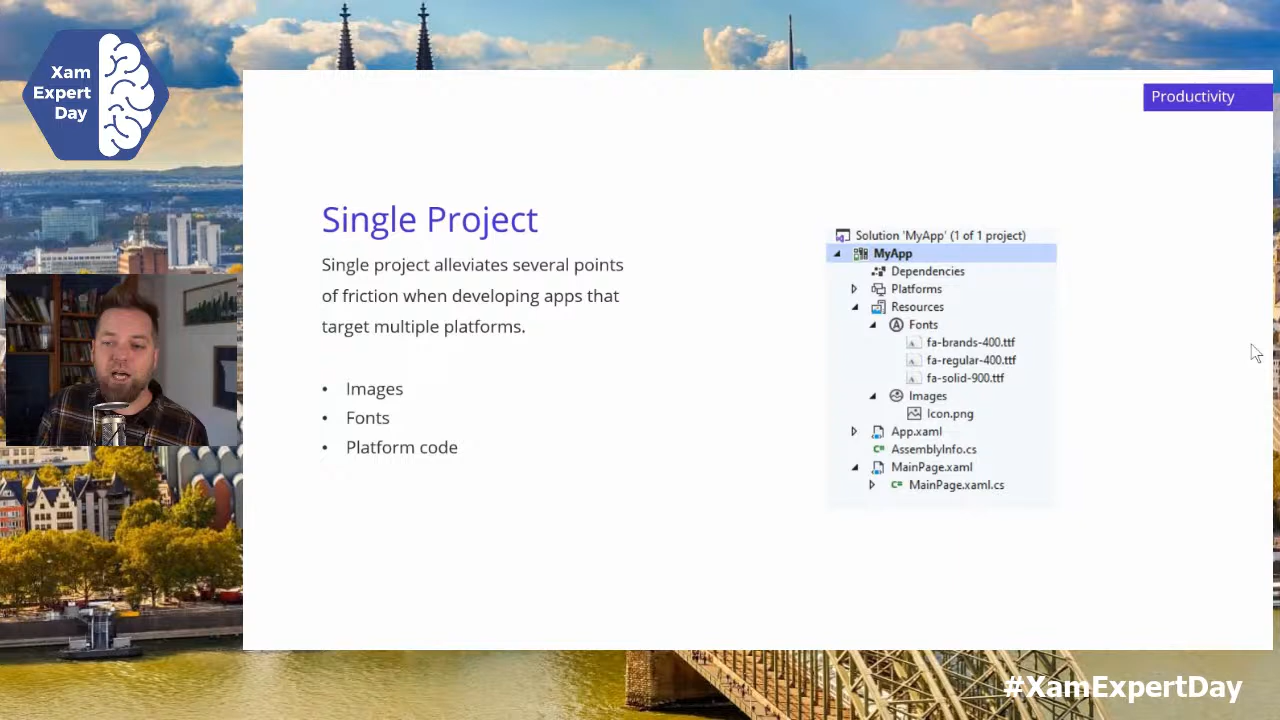 Xam
Expert
Day
Productivity
Single Project
Single project alleviates several points
of friction when developing apps that
target multiple platforms.
• Images
• Fonts
• Platform code
Solution 'MyApp' (1 of 1 project)
MyApp
Dependencies
Platforms
Resources
Fonts
fa-brands-400.ttf
fa-regular-400.ttf
fa-solid-900.ttf
Images
Icon.png
App.xaml
AssemblyInfo.cs
MainPage.xaml
MainPage.xaml.cs
#XamExpertDay